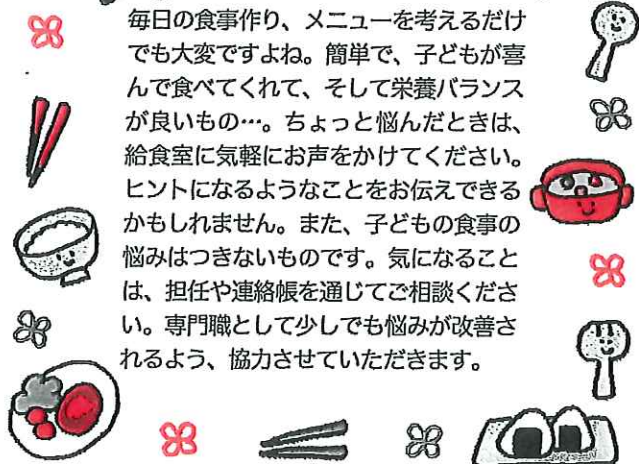 毎日の食事作り、メニューを考えるだけ
でも大変ですよね。簡単で、子どもが喜
んで食べてくれて、そして栄養バランス
が良いもの…。ちょっと悩んだときは、
給食室に気軽にお声をかけてください。
ヒントになるようなことをお伝えできる
かもしれません。また、子どもの食事の
悩みはつきないものです。気になること
は、担任や連絡帳を通じてご相談くださ
い。専門職として少しでも悩みが改善さ
れるよう、協力させていただきます。